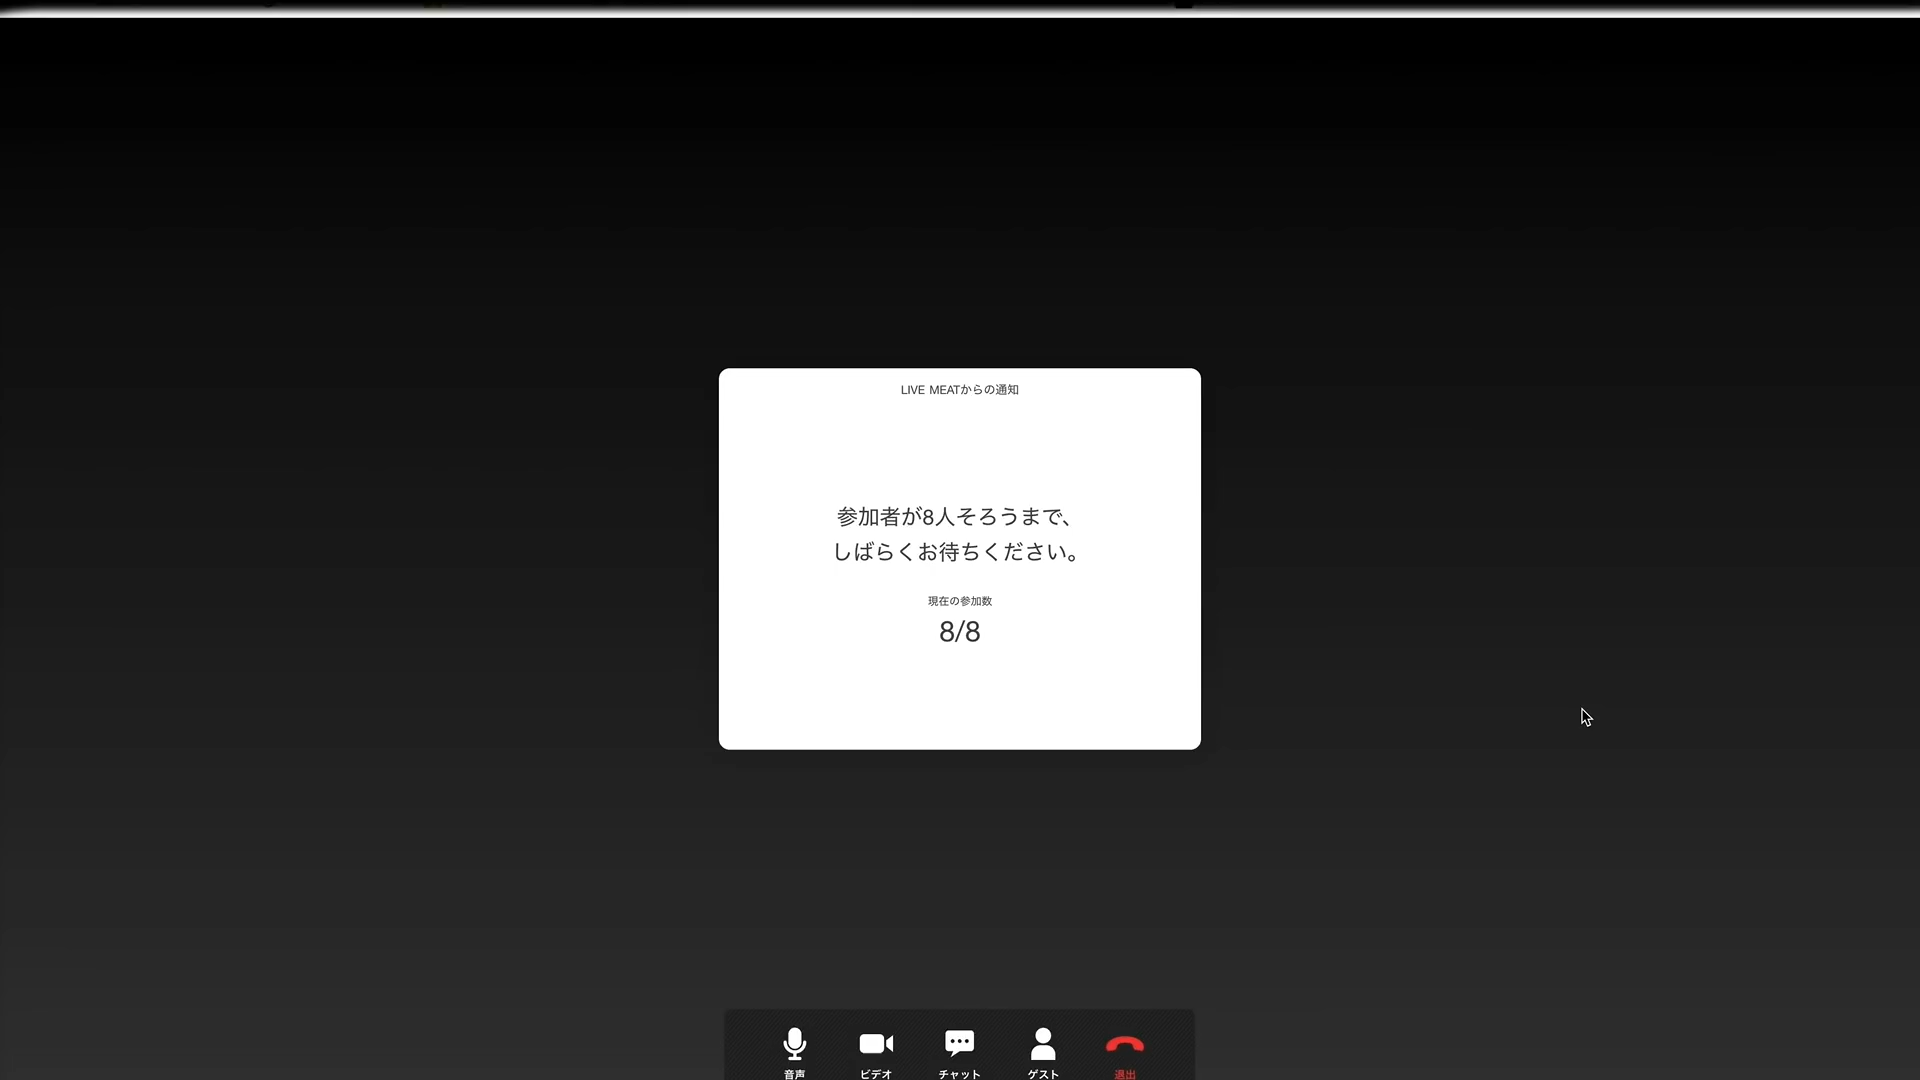 LIVE MEATからの通知
参加者が8人そろうまで、
しばらくお待ちください。
現在の参加数
8/8
音声
ビデオ
チャット
ゲスト
退出